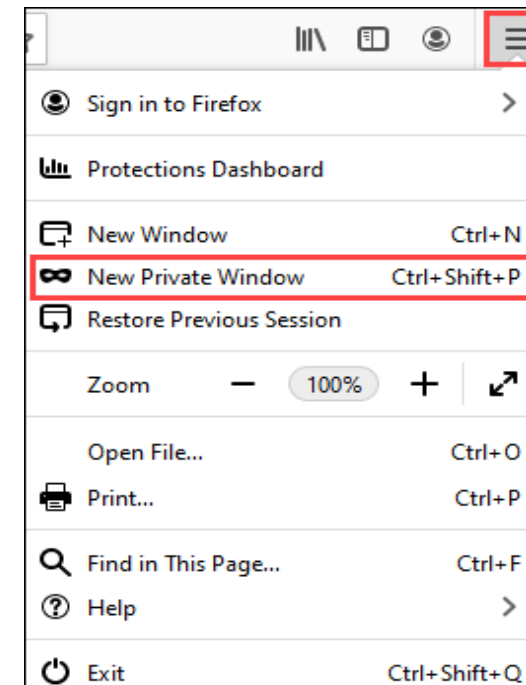 Sign in to Firefox
Protections Dashboard
New Window Ctrl+N
New Private Window Ctrl+Shift+P
Restore Previous Session
Zoom − 100% +
Open File... Ctrl+O
Print... Ctrl+P
Find in This Page... Ctrl+F
Help
Exit Ctrl+Shift+Q